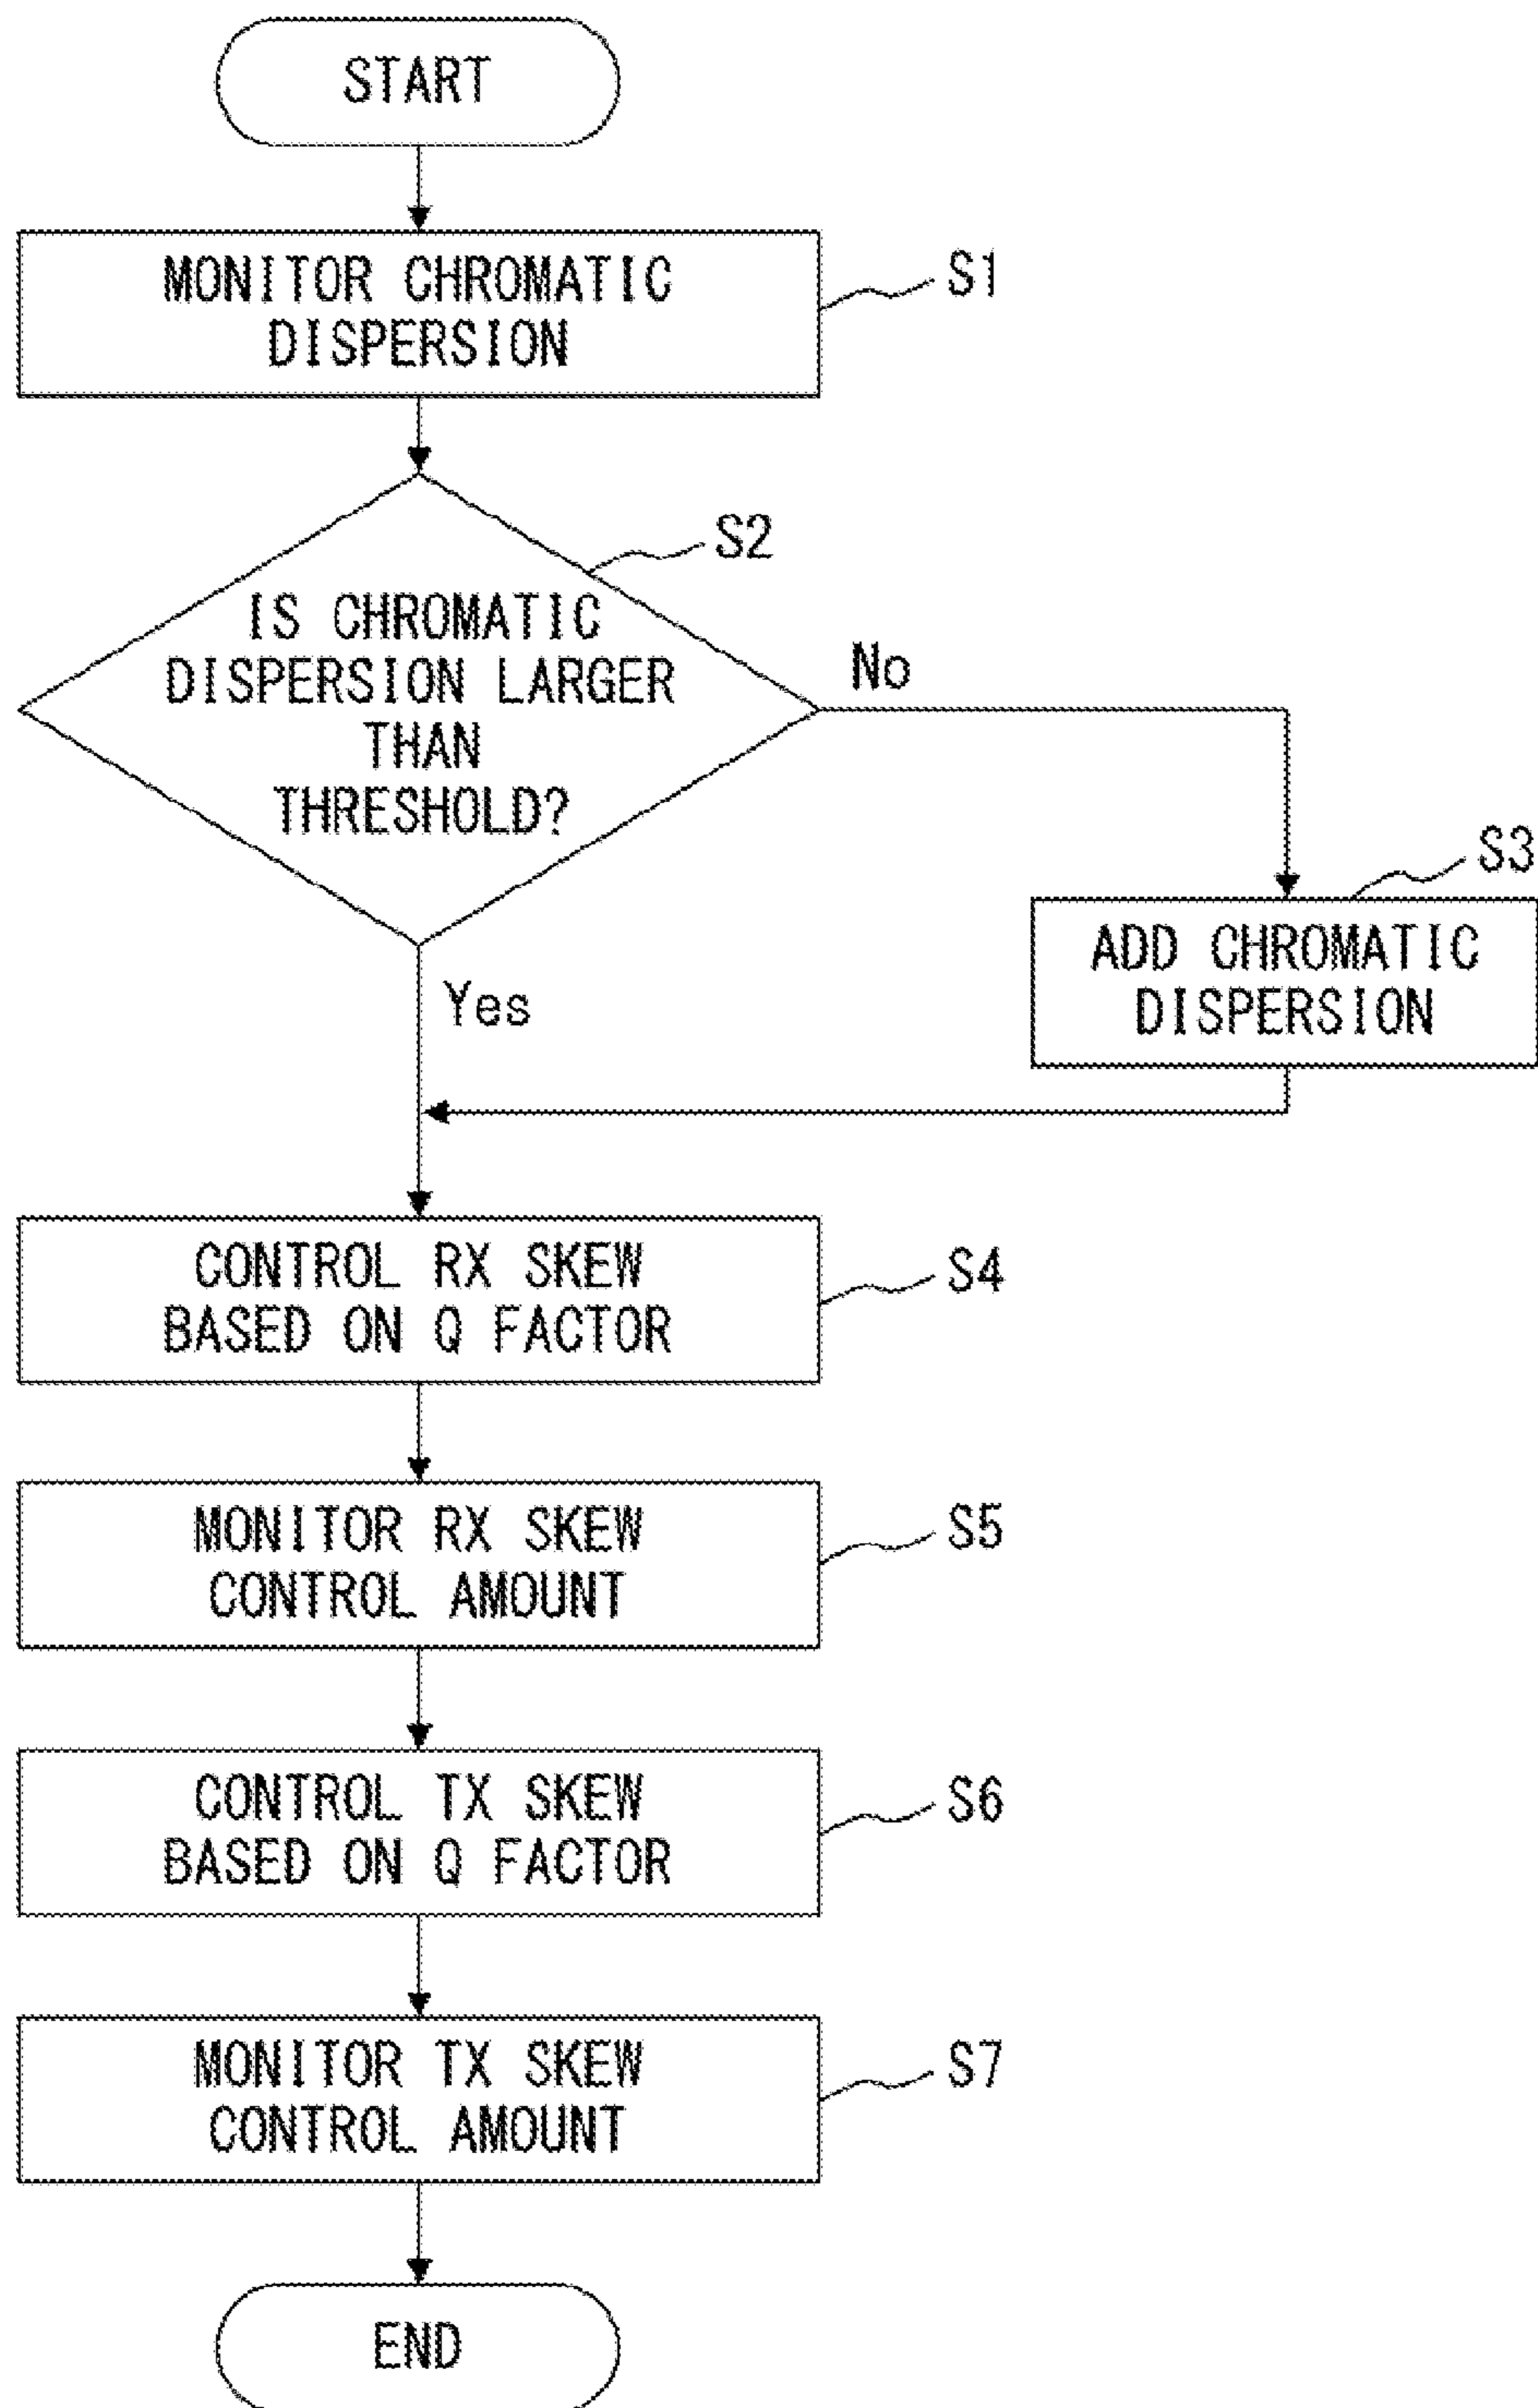 START
MONITOR CHROMATIC
DISPERSION
S1
S2
IS CHROMATIC
DISPERSION LARGER
THAN
THRESHOLD?
No
S3
ADD CHROMATIC
DISPERSION
Yes
CONTROL RX SKEW
BASED ON Q FACTOR
S4
MONITOR RX SKEW
CONTROL AMOUNT
S5
CONTROL TX SKEW
BASED ON Q FACTOR
S6
MONITOR TX SKEW
CONTROL AMOUNT
S7
END